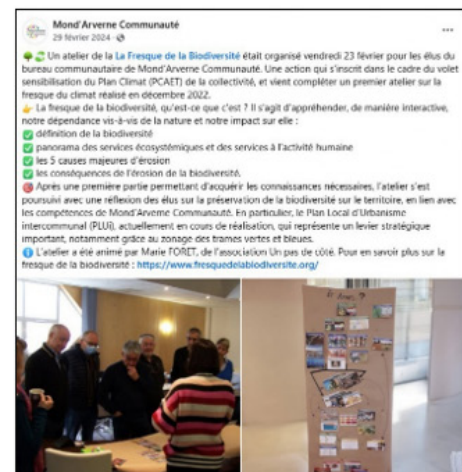 Mond'Arverne Communauté
29 février 2024
Un atelier de la La Fresque de la Biodiversité était organisé vendredi 23 février pour les élus du
bureau communautaire de Mond'Arverne Communauté. Une action qui s'inscrit dans le cadre du volet
sensibilisation du Plan Climat (PCAET) de la collectivité, et vient compléter un premier atelier sur la
fresque du climat réalisé en décembre 2022.
👉 La fresque de la biodiversité, qu'est-ce que c'est ? Il s'agit d'appréhender, de manière interactive,
notre dépendance vis-à-vis de la nature et notre impact sur elle :
✅ définition de la biodiversité
✅ panorama des services écosystémiques et des services à l'activité humaine
✅ les 5 causes majeures d'érosion
✅ les conséquences de l'érosion de la biodiversité.
🎯 Après une première partie permettant d'acquérir les connaissances nécessaires, l'atelier s'est
poursuivi avec une réflexion des élus sur la préservation de la biodiversité sur le territoire, en lien avec
les compétences de Mond'Arverne Communauté. En particulier, le Plan Local d'Urbanisme
intercommunal (PLUi), actuellement en cours de réalisation, qui représente un levier stratégique
important, notamment grâce au zonage des trames vertes et bleues.
ℹ️ L'atelier a été animé par Marie FORET, de l'association Un pas de côté. Pour en savoir plus sur la
fresque de la biodiversité : https://www.fresquedelabiodiversite.org/